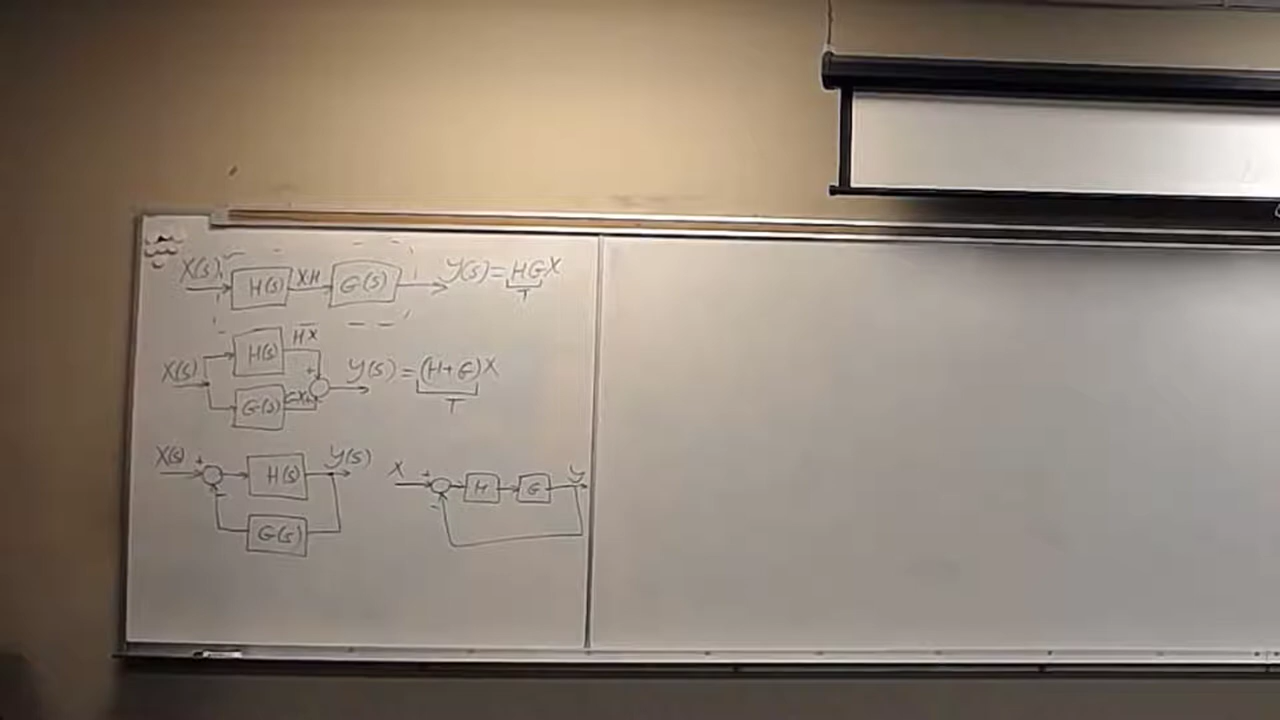 X(s) H(s) XH G(s) Y(s) = HGX
T
H(s) HX
X(s) + Y(s) = (H+G)X
G(s) GX +
T
X(s) + H(s) Y(s)
-
G(s)
X + H G Y
-